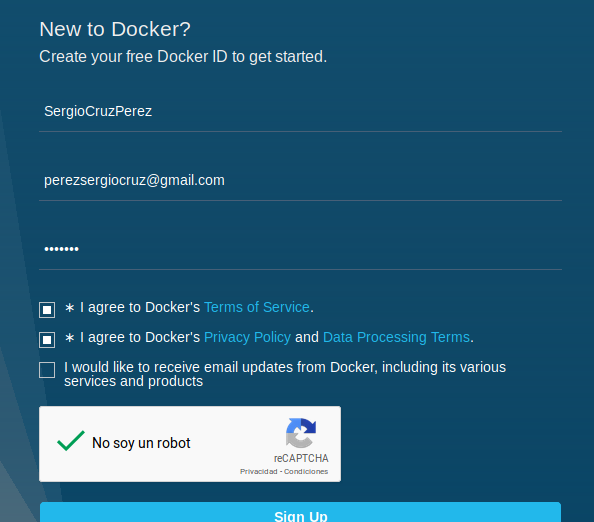 New to Docker?
Create your free Docker ID to get started.
SergioCruzPerez
perezsergiocruz@gmail.com
•••••••
∗ I agree to Docker's Terms of Service.
∗ I agree to Docker's Privacy Policy and Data Processing Terms.
I would like to receive email updates from Docker, including its various
services and products
No soy un robot
reCAPTCHA
Privacidad - Condiciones
Sign Up